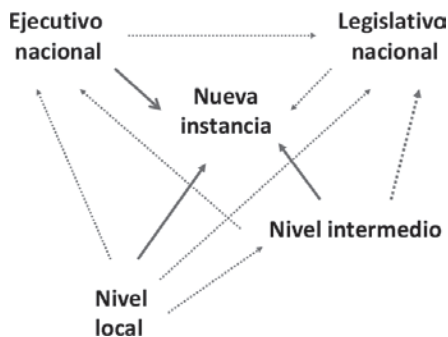 Ejecutivo
nacional
Legislativo
nacional
Nueva
instancia
Nivel intermedio
Nivel
local